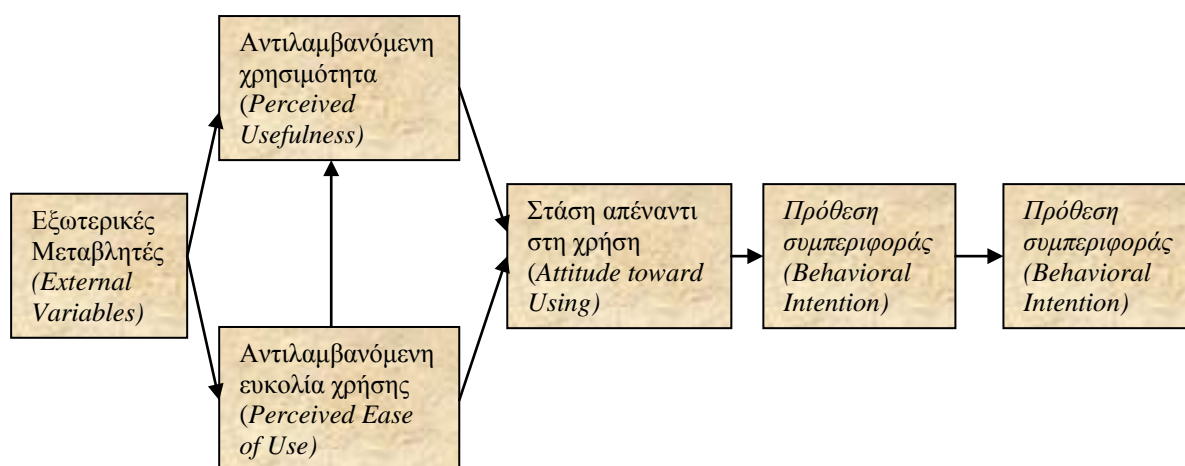 Αντιλαμβανόμενη
χρησιμότητα
(Perceived
Usefulness)
Εξωτερικές
Μεταβλητές
(External
Variables)
Αντιλαμβανόμενη
ευκολία χρήσης
(Perceived Ease
of Use)
Στάση απέναντι
στη χρήση
(Attitude toward
Using)
Πρόθεση
συμπεριφοράς
(Behavioral
Intention)
Πρόθεση
συμπεριφοράς
(Behavioral
Intention)